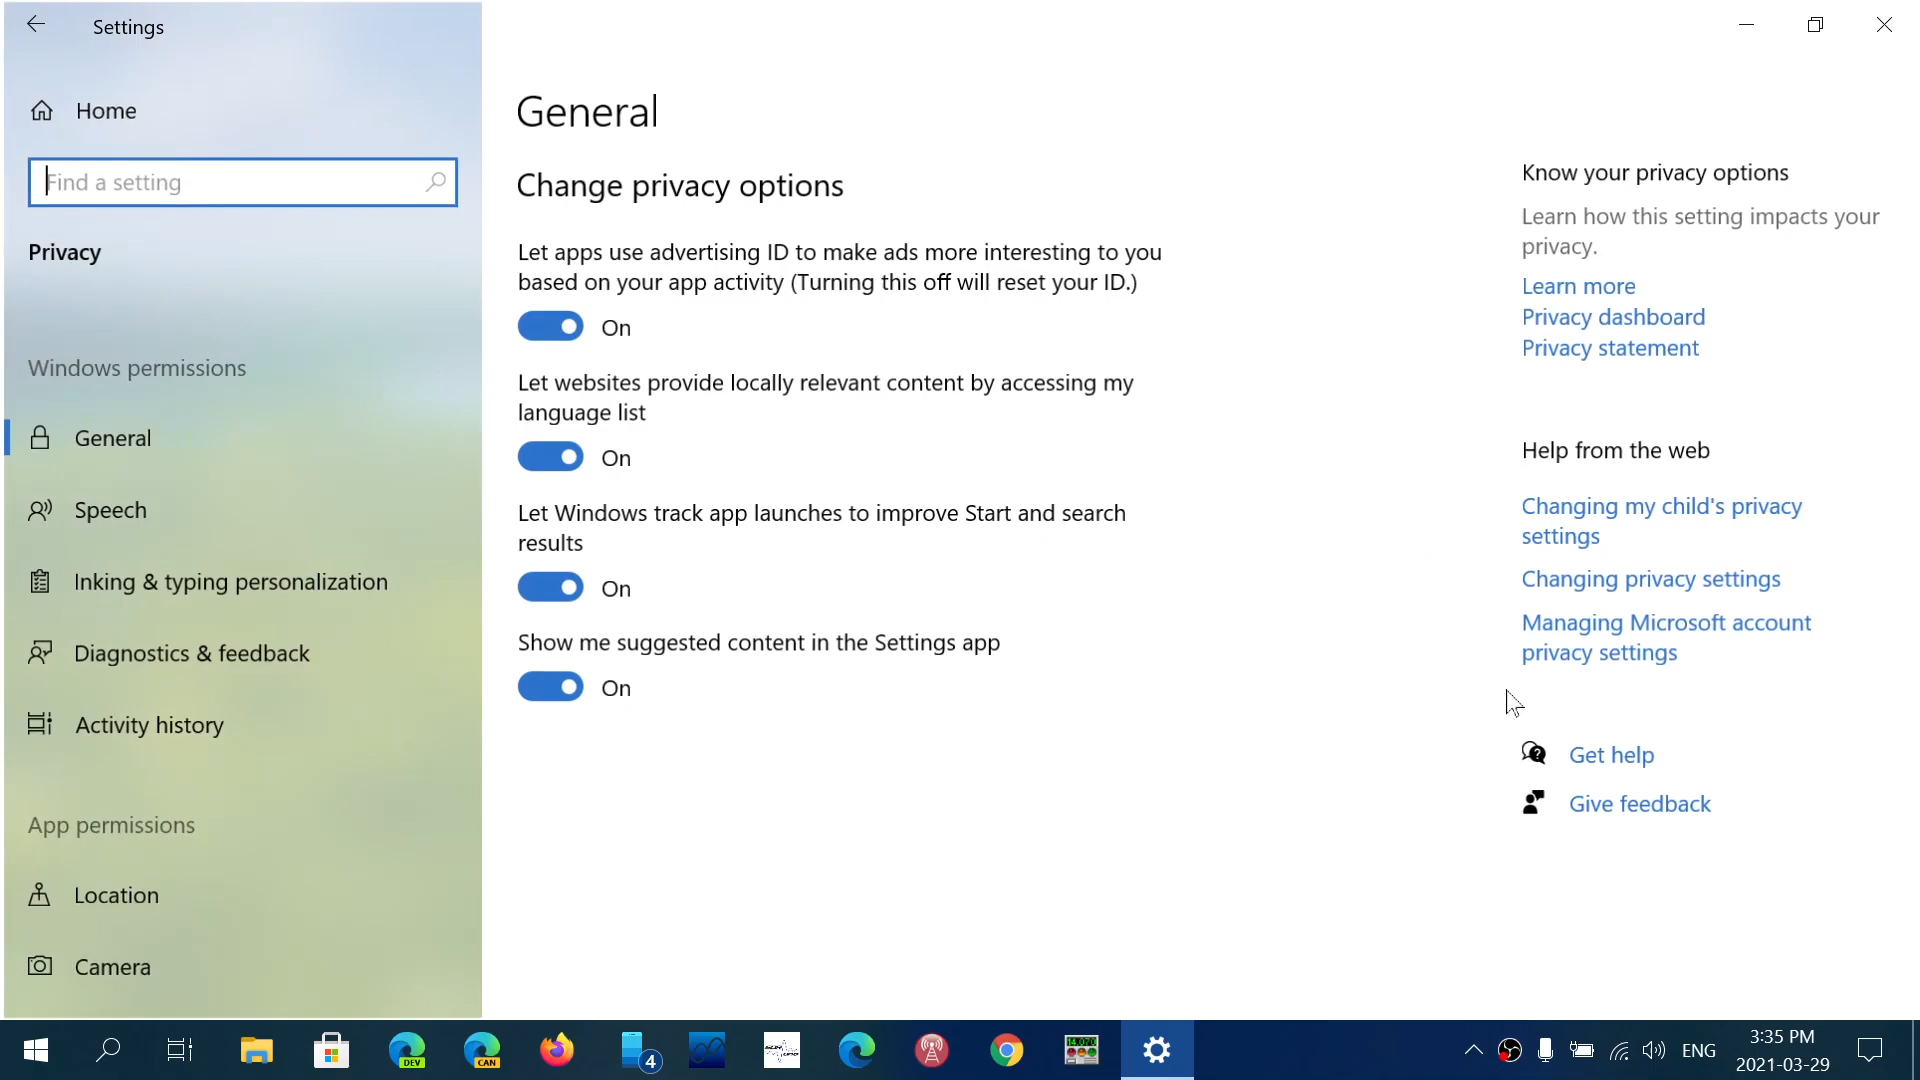 Settings
Home
Find a setting
Privacy
Windows permissions
General
Speech
Inking & typing personalization
Diagnostics & feedback
Activity history
App permissions
Location
Camera
General
Change privacy options
Let apps use advertising ID to make ads more interesting to you
based on your app activity (Turning this off will reset your ID.)
On
Let websites provide locally relevant content by accessing my
language list
On
Let Windows track app launches to improve Start and search
results
On
Show me suggested content in the Settings app
On
Know your privacy options
Learn how this setting impacts your
privacy.
Learn more
Privacy dashboard
Privacy statement
Help from the web
Changing my child's privacy
settings
Changing privacy settings
Managing Microsoft account
privacy settings
Get help
Give feedback
DEV
CAN
4
ENG
3:35 PM
2021-03-29